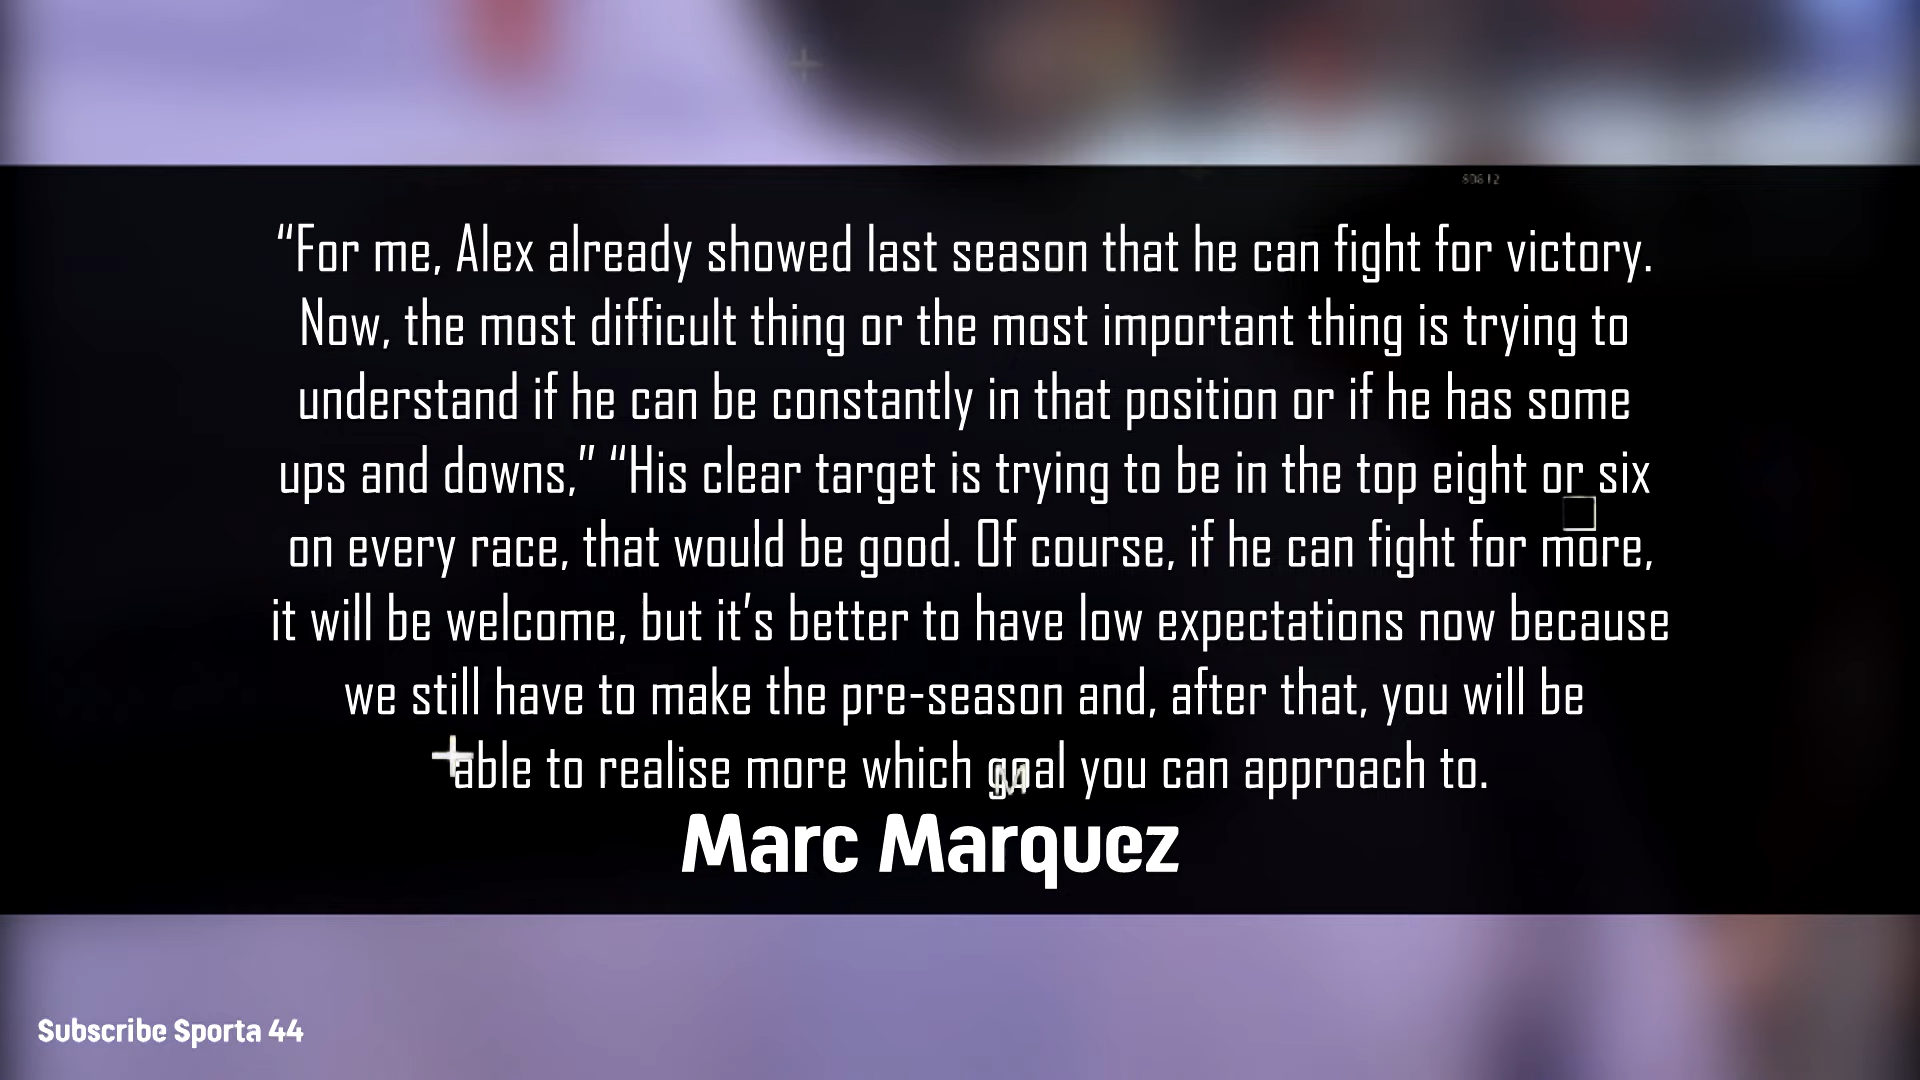 80612
“For me, Alex already showed last season that he can fight for victory.
Now, the most difficult thing or the most important thing is trying to
understand if he can be constantly in that position or if he has some
ups and downs,” “His clear target is trying to be in the top eight or six
on every race, that would be good. Of course, if he can fight for more,
it will be welcome, but it’s better to have low expectations now because
we still have to make the pre-season and, after that, you will be
able to realise more which goal you can approach to.
Marc Marquez
Subscribe Sporta 44